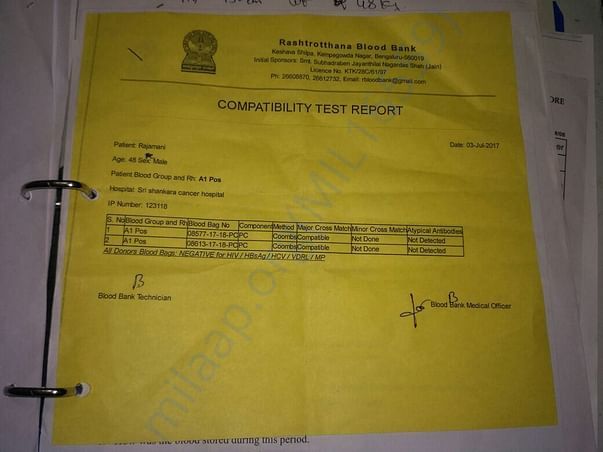 48 Kg
Rashtrotthana Blood Bank
Keshava Shilpa, Kempegowda Nagar, Bengaluru-560019
Initial Sponsors: Smt. Subhadraben Jayanthilal Nagardas Shah (Jain)
Licence No. KTK/28C/61/97
Ph: 26608870, 26612732, Email: rbloodbank@gmail.com
COMPATIBILITY TEST REPORT
Patient: Rajamani
Date: 03-Jul-2017
Age: 48 Sex: Male
Patient Blood Group and Rh: A1 Pos
Hospital: Sri shankara cancer hospital
IP Number: 123118
S. No Blood Group and Rh Blood Bag No Component Method Major Cross Match Minor Cross Match Atypical Antibodies
1 A1 Pos 08577-17-18-PC PC Coombs Compatible Not Done Not Detected
2 A1 Pos 08613-17-18-PC PC Coombs Compatible Not Done Not Detected
All Donors Blood Bags: NEGATIVE for HIV / HBsAg / HCV / VDRL / MP
Blood Bank Technician
Blood Bank Medical Officer
was the blood stored during this period.
ORE